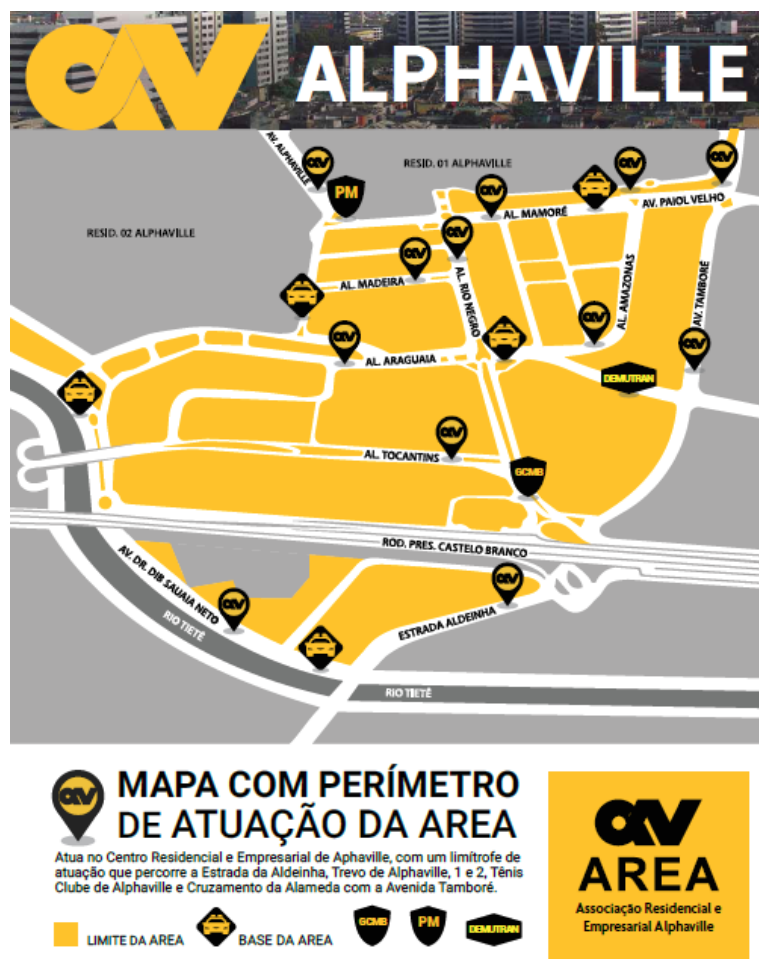 ALPHAVILLE
AV. ALPHAVILLE
PM
RESID. 01 ALPHAVILLE
RESID. 02 ALPHAVILLE
AL. MAMORÉ
AV. PAIOL VELHO
AL. MADEIRA
AL. RIO NEGRO
AL. AMAZONAS
AV. TAMBORÉ
AL. ARAGUAIA
DEMUTRAN
AL. TOCANTINS
GCMB
ROD. PRES. CASTELO BRANCO
AV. DR. DIB SAUAIA NETO
RIO TIETÊ
ESTRADA ALDEINHA
RIO TIETÊ
MAPA COM PERÍMETRO
DE ATUAÇÃO DA AREA
Atua no Centro Residencial e Empresarial de Aphaville, com um limítrofe de
atuação que percorre a Estrada da Aldeinha, Trevo de Alphaville, 1 e 2, Tênis
Clube de Alphaville e Cruzamento da Alameda com a Avenida Tamboré.
LIMITE DA AREA
BASE DA AREA
GCMB
PM
DEMUTRAN
AREA
Associação Residencial e
Empresarial Alphaville